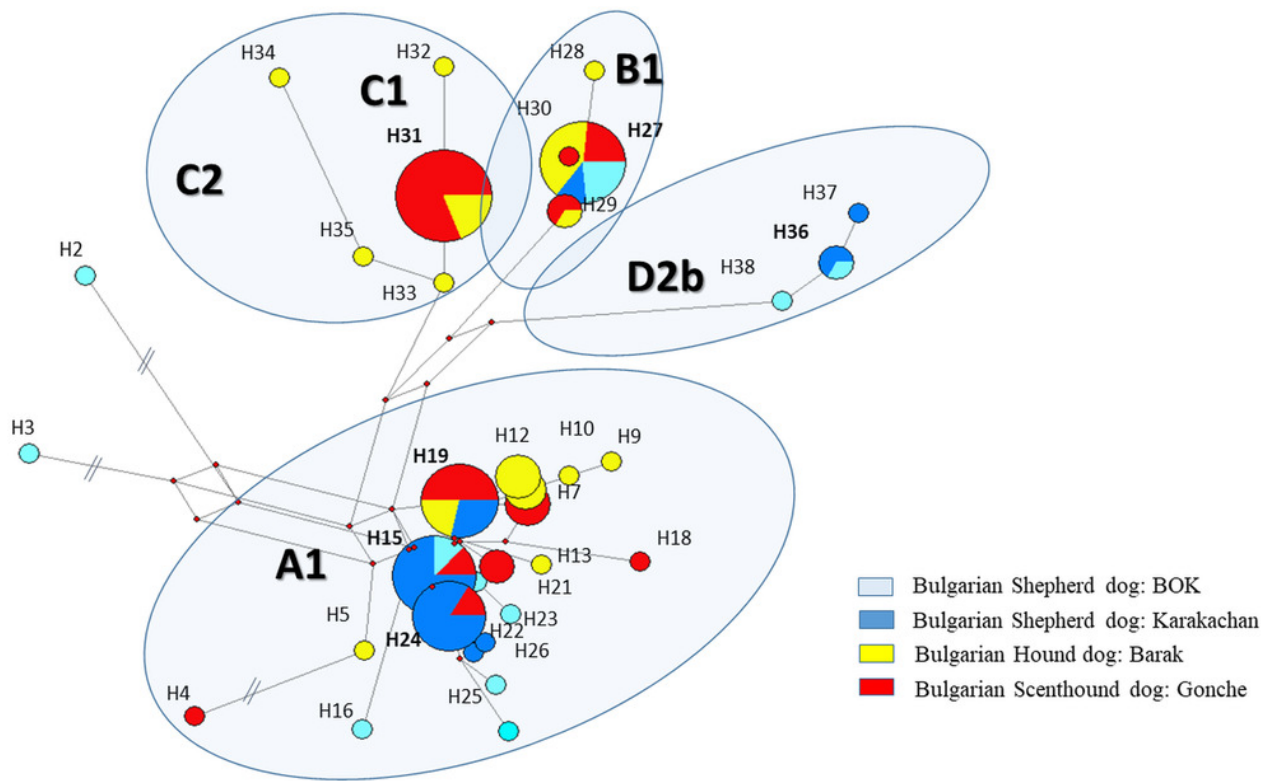 H34
H32
H28
C1
B1
H30
H31
H27
C2
H29
H37
H35
H36
H2
H33
H38
D2b
H3
H12
H10
H9
H19
H7
H15
H13
H18
A1
H21
H5
H23
H24
H22
H26
H4
H16
H25
Bulgarian Shepherd dog: BOK
Bulgarian Shepherd dog: Karakachan
Bulgarian Hound dog: Barak
Bulgarian Scenthound dog: Gonche